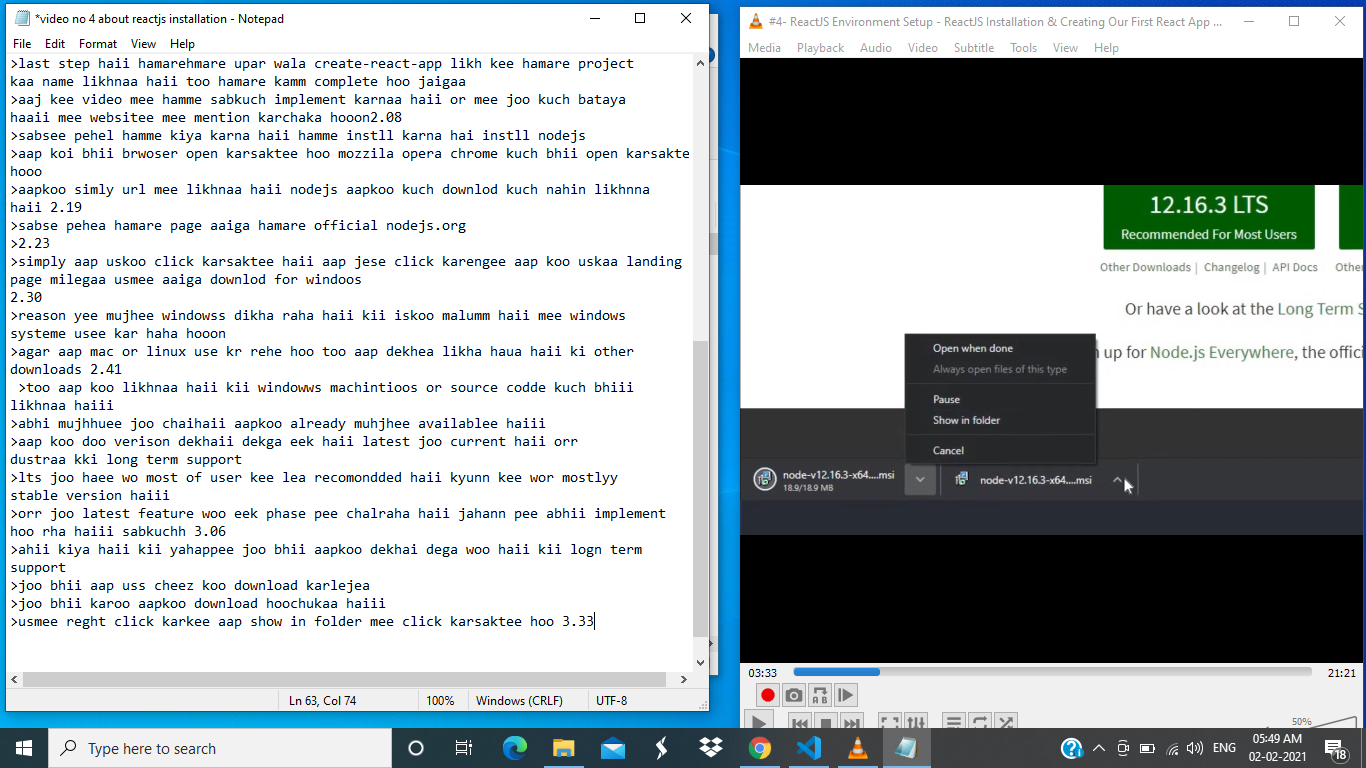 *video no 4 about reactjs installation - Notepad
File Edit Format View Help
>last step haii hamarehmare upar wala create-react-app likh kee hamare project
kaa name likhnaa haii too hamare kamm complete hoo jaigaa
>aaj kee video mee hamme sabkuch implement karnaa haii or mee joo kuch bataya
haaii mee websitee mee mention karchaka hooon2.08
>sabsee pehel hamme kiya karna haii hamme instll karna hai instll nodejs
>aap koi bhii brwoser open karsaktee hoo mozzila opera chrome kuch bhii open karsakte
hooo
>aapkoo simly url mee likhnaa haii nodejs aapkoo kuch downlod kuch nahin likhnna
haii 2.19
>sabse pehea hamare page aaiga hamare official nodejs.org
>2.23
>simply aap uskoo click karsaktee haii aap jese click karengee aap koo uskaa landing
page milegaa usmee aaiga downlod for windoos
2.30
>reason yee mujhee windowss dikha raha haii kii iskoo malumm haii mee windows
systeme usee kar haha hooon
>agar aap mac or linux use kr rehe hoo too aap dekhea likha haua haii ki other
downloads 2.41
>too aap koo likhnaa haii kii windowws machintioos or source codde kuch bhiii
likhnaa haiii
>abhi mujhhuee joo chaihaii aapkoo already muhjhee availablee haiii
>aap koo doo verison dekhaii dekga eek haii latest joo current haii orr
dustraa kki long term support
>lts joo haee wo most of user kee lea recomondded haii kyunn kee wor mostlyy
stable version haiii
>orr joo latest feature woo eek phase pee chalraha haii jahann pee abhii implement
hoo rha haiii sabkuchh 3.06
>ahii kiya haii kii yahappee joo bhii aapkoo dekhai dega woo haii kii logn term
support
>joo bhii aap uss cheez koo download karlejea
>joo bhii karoo aapkoo download hoochukaa haiii
>usmee reght click karkee aap show in folder mee click karsaktee hoo 3.33
Ln 63, Col 74 100% Windows (CRLF) UTF-8
#4- ReactJS Environment Setup - ReactJS Installation & Creating Our First React App ...
Media Playback Audio Video Subtitle Tools View Help
12.16.3 LTS
Recommended For Most Users
Other Downloads | Changelog | API Docs
Or have a look at the Long Term S
up for Node.js Everywhere, the offici
Open when done
Always open files of this type
Pause
Show in folder
Cancel
node-v12.16.3-x64....msi
18.9/18.9 MB
node-v12.16.3-x64....msi
03:33
21:21
50%
Type here to search
ENG
05:49 AM
02-02-2021
18